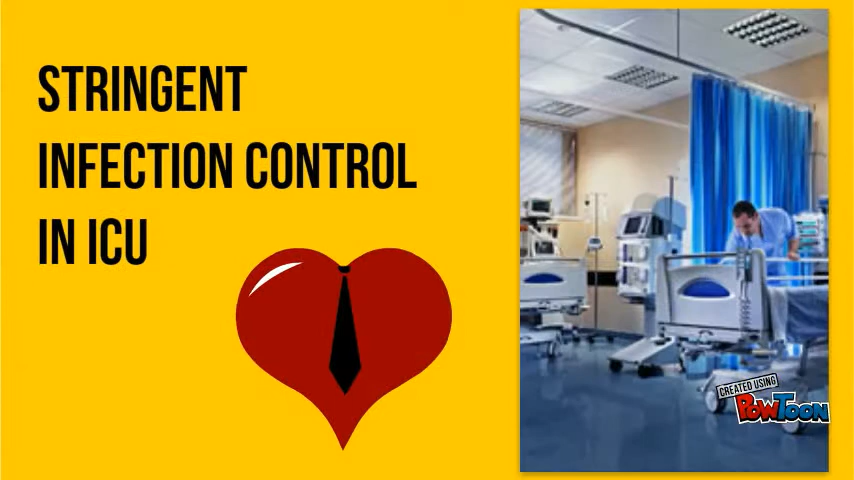 STRINGENT
INFECTION CONTROL
IN ICU
CREATED USING
POWTOON